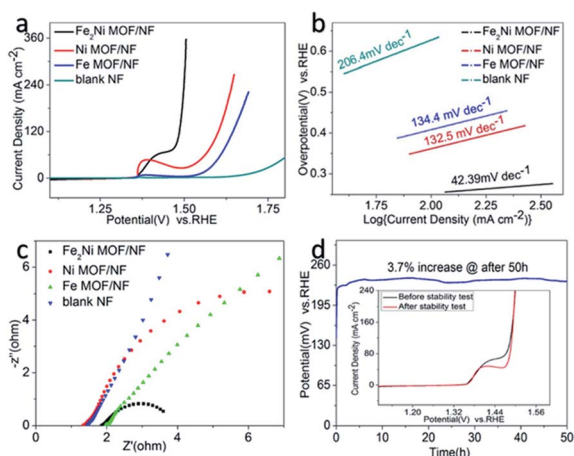 a
Fe₂Ni MOF/NF
Ni MOF/NF
Fe MOF/NF
blank NF
Current Density (mA cm⁻²)
360
240
120
0
1.25
1.50
1.75
Potential(V) vs.RHE
b
Fe₂Ni MOF/NF
Ni MOF/NF
Fe MOF/NF
blank NF
206.4mV dec⁻¹
134.4 mV dec⁻¹
132.5 mV dec⁻¹
42.39mV dec⁻¹
Overpotential(V) vs.RHE
0.6
0.5
0.4
0.3
1.75
2.00
2.25
2.50
Log{Current Density (mA cm⁻²)}
c
Fe₂Ni MOF/NF
Ni MOF/NF
Fe MOF/NF
blank NF
-Z''(ohm)
6
4
2
0
0
2
4
6
Z'(ohm)
d
3.7% increase @ after 50h
Potential(mV) vs.RHE
360
295
230
195
130
65
0
0
10
20
30
40
50
Time(h)
Before stability test
After stability test
Current Density (mA cm⁻²)
240
160
80
0
1.20
1.32
1.44
1.56
Potential(V) vs.RHE